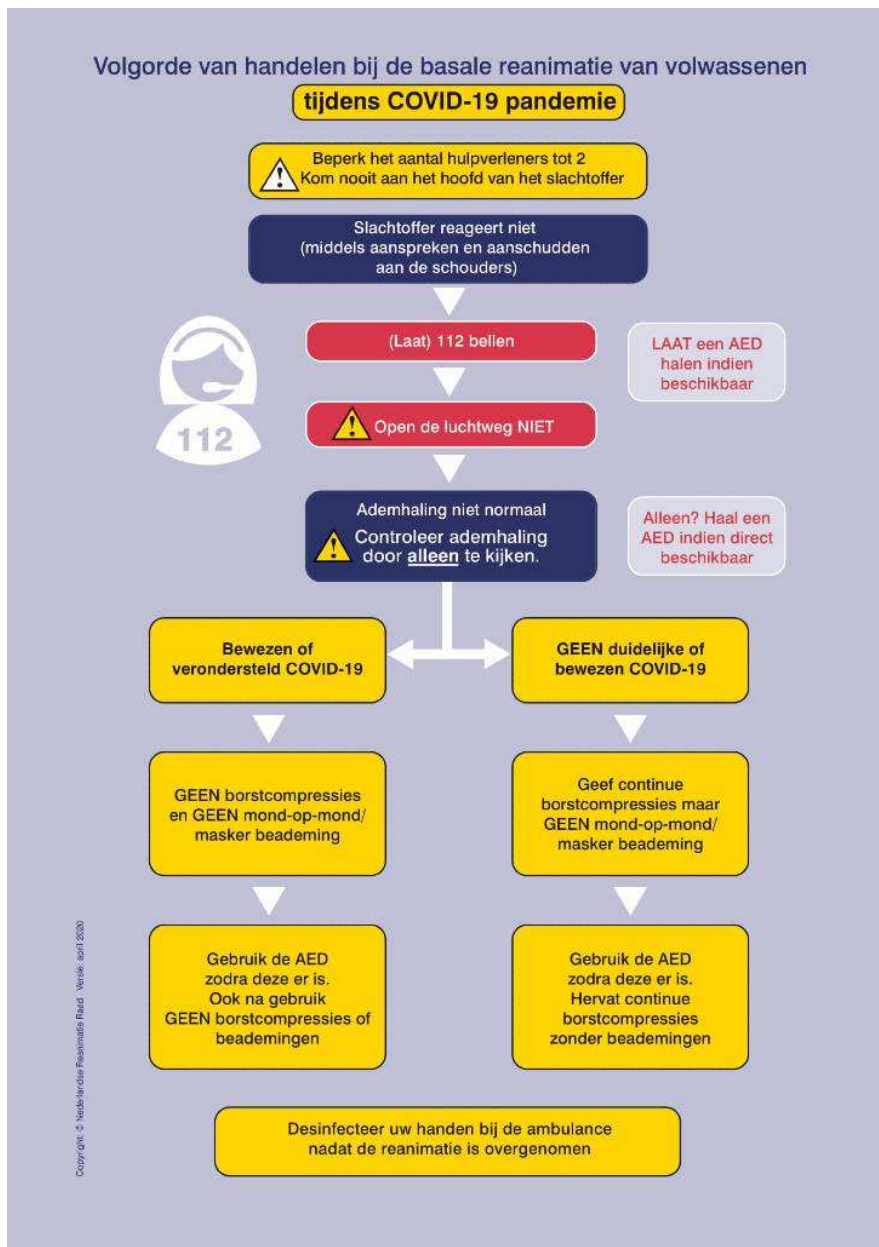 Volgorde van handelen bij de basale reanimatie van volwassenen
tijdens COVID-19 pandemie
Beperk het aantal hulpverleners tot 2
Kom nooit aan het hoofd van het slachtoffer
Slachtoffer reageert niet
(middels aanspreken en aanschudden
aan de schouders)
(Laat) 112 bellen
LAAT een AED
halen indien
beschikbaar
112
Open de luchtweg NIET
Ademhaling niet normaal
Controleer ademhaling
door alleen te kijken.
Alleen? Haal een
AED indien direct
beschikbaar
Bewezen of
verondersteld COVID-19
GEEN duidelijke of
bewezen COVID-19
GEEN borstcompressies
en GEEN mond-op-mond/
masker beademing
Geef continue
borstcompressies maar
GEEN mond-op-mond/
masker beademing
Gebruik de AED
zodra deze er is.
Ook na gebruik
GEEN borstcompressies of
beademingen
Gebruik de AED
zodra deze er is.
Hervat continue
borstcompressies
zonder beademingen
Desinfecteer uw handen bij de ambulance
nadat de reanimatie is overgenomen
Copyright: © Nederlandse Reanimatie Raad Versie: april 2020